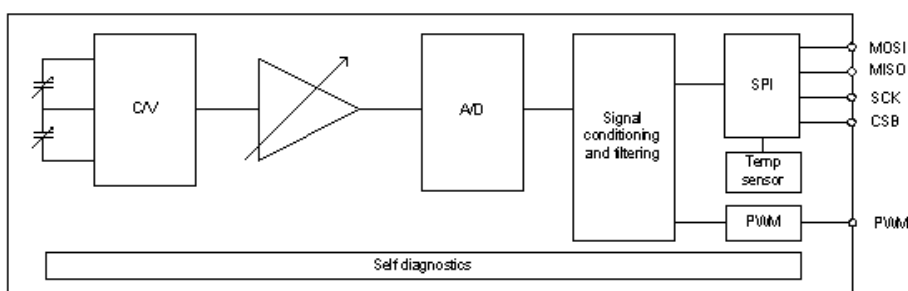 C/V
A/D
Signal
conditioning
and filtering
SPI
MOSI
MISO
SCK
CSB
Temp
sensor
PWM
PWM
Self diagnostics